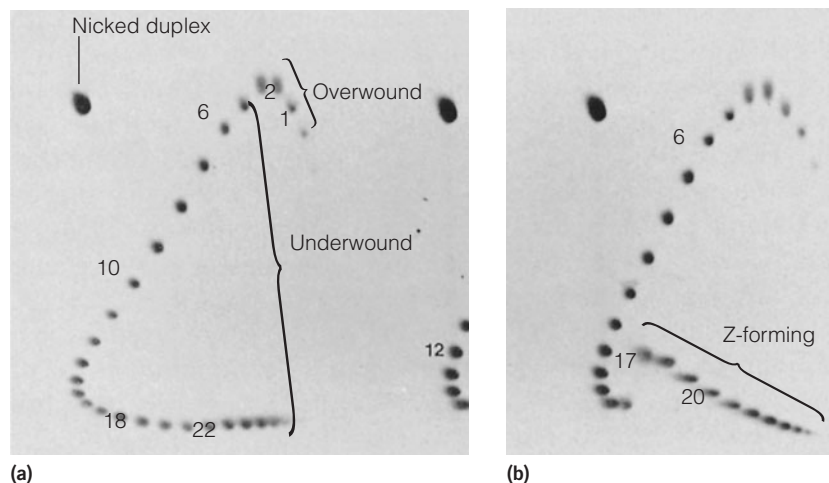 Nicked duplex
6
2
1
Overwound
Underwound
10
12
18
22
(a)
6
Z-forming
17
20
(b)